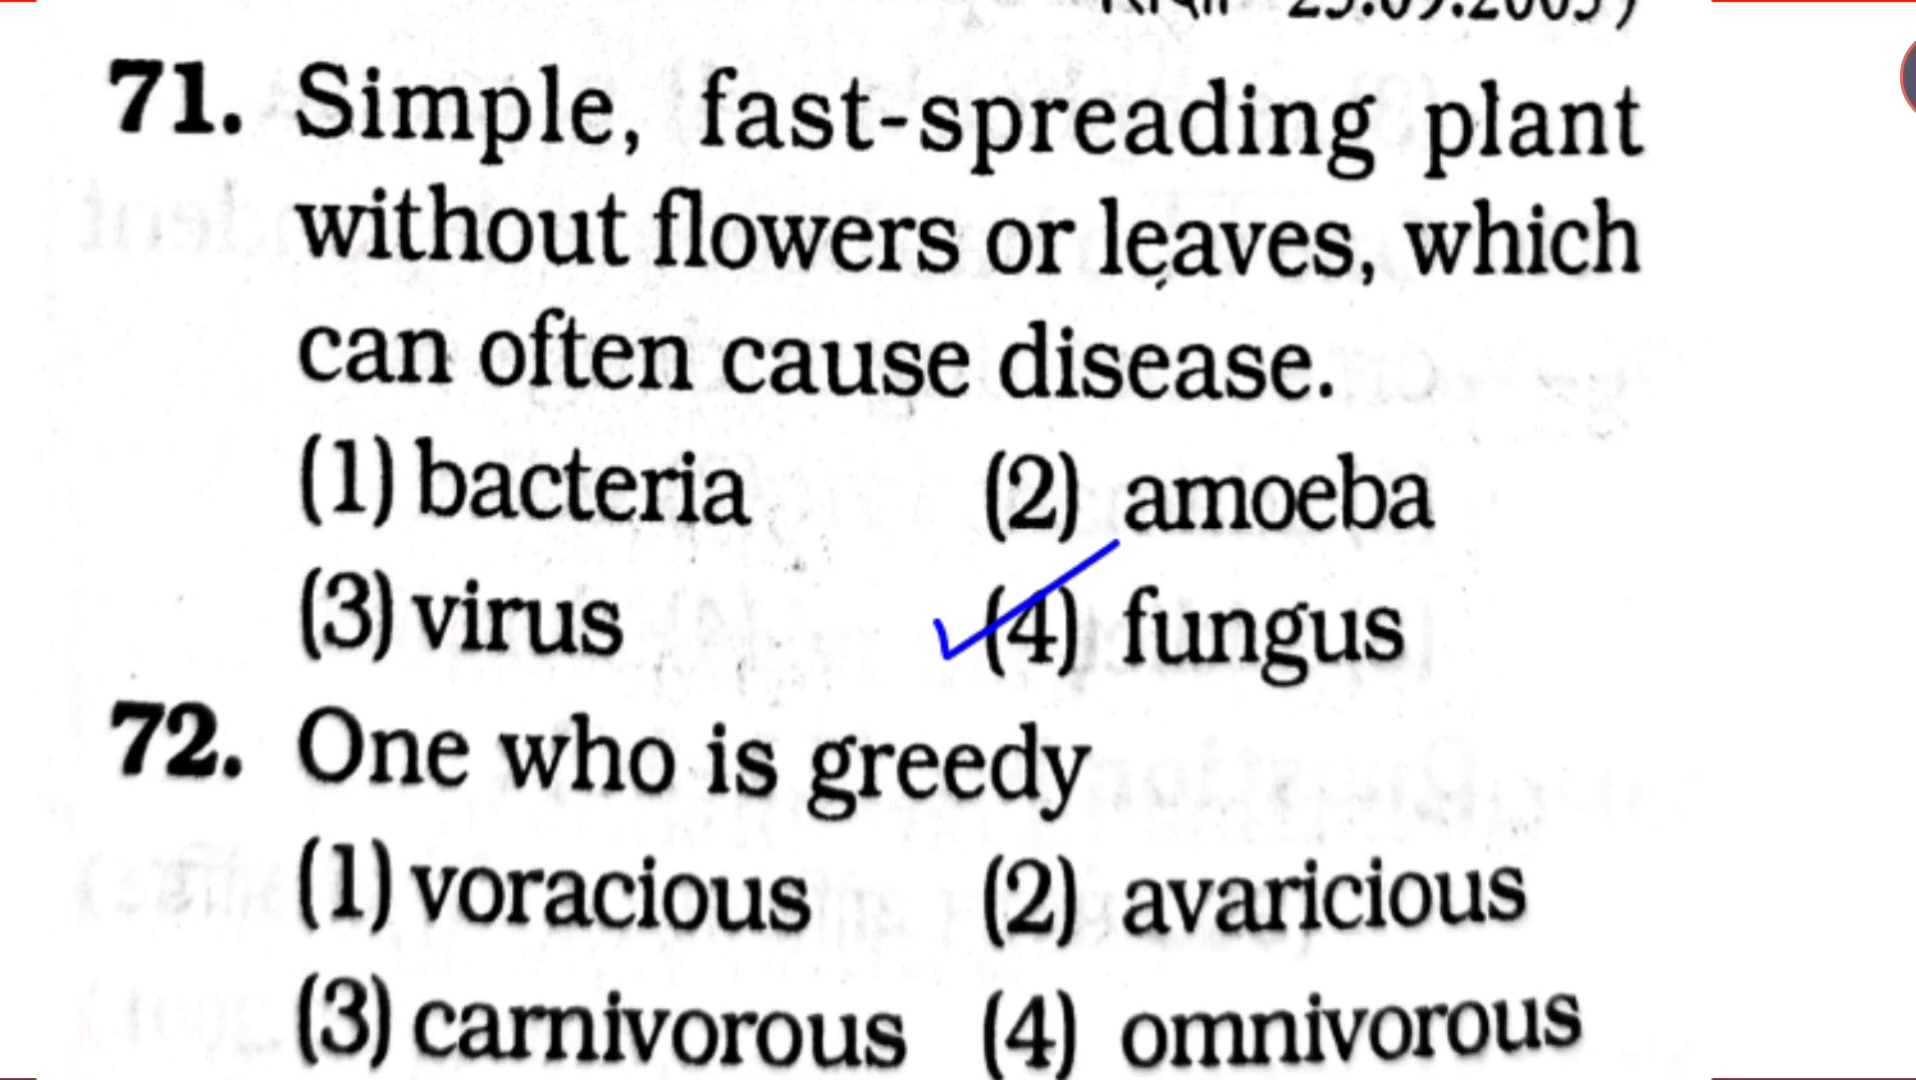 71. Simple, fast-spreading plant
without flowers or leaves, which
can often cause disease.
(1) bacteria (2) amoeba
(3) virus (4) fungus
72. One who is greedy
(1) voracious (2) avaricious
(3) carnivorous (4) omnivorous